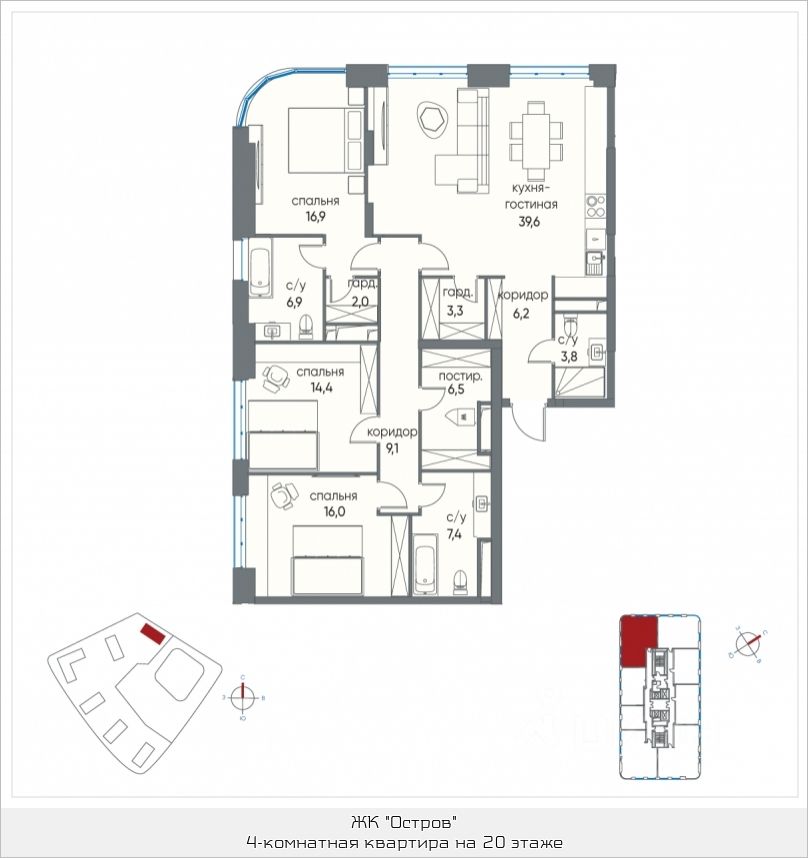 спальня
16,9
кухня-
гостиная
39,6
с/у
6,9
гард.
2,0
гард.
3,3
коридор
6,2
с/у
3,8
спальня
14,4
постир.
6,5
коридор
9,1
спальня
16,0
с/у
7,4
С
З
В
Ю
З
С
Ю
В
ЖК "Остров"
4-комнатная квартира на 20 этаже